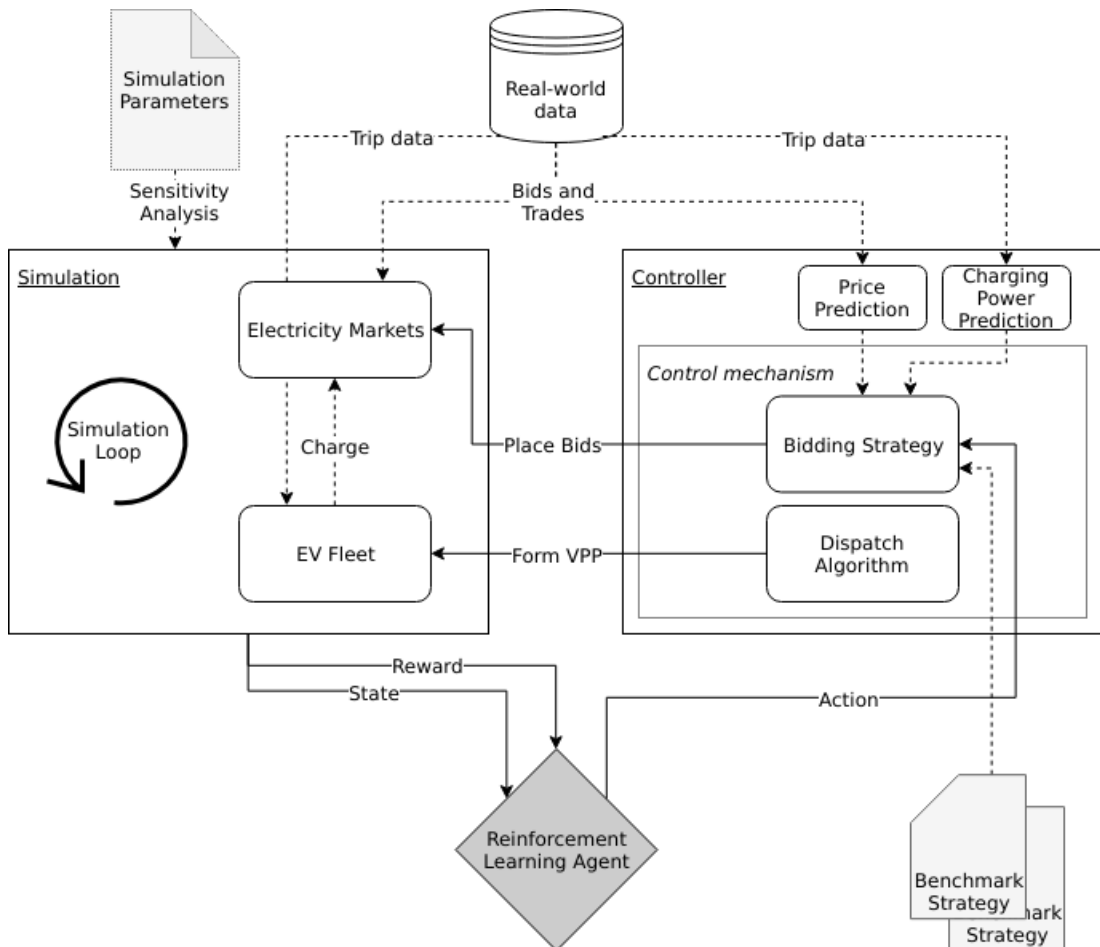 Simulation
Parameters
Real-world
data
Trip data
Trip data
Sensitivity
Analysis
Bids and
Trades
Simulation
Electricity Markets
Simulation
Loop
Charge
EV Fleet
Controller
Price
Prediction
Charging
Power
Prediction
Control mechanism
Place Bids
Bidding Strategy
Form VPP
Dispatch
Algorithm
Reward
State
Action
Reinforcement
Learning Agent
Benchmark
Strategy
mark
Strategy